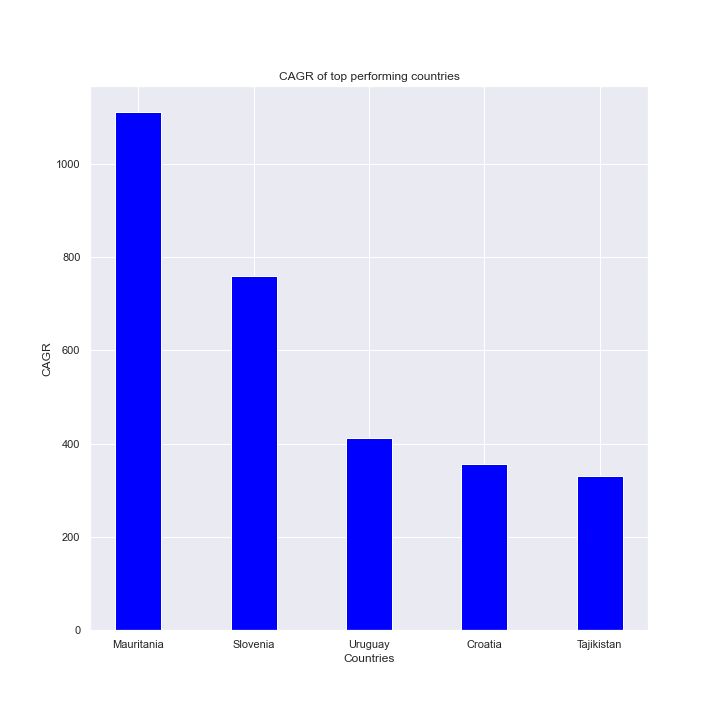 CAGR of top performing countries
CAGR
1000
800
600
400
200
0
Mauritania Slovenia Uruguay Croatia Tajikistan
Countries